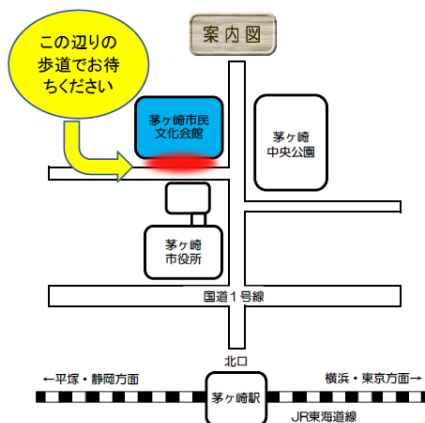 案内図
この辺りの
歩道でお待
ちください
茅ヶ崎市民
文化会館
茅ヶ崎
中央公園
茅ヶ崎
市役所
国道１号線
北口
←平塚・静岡方面
横浜・東京方面→
茅ヶ崎駅
JR東海道線